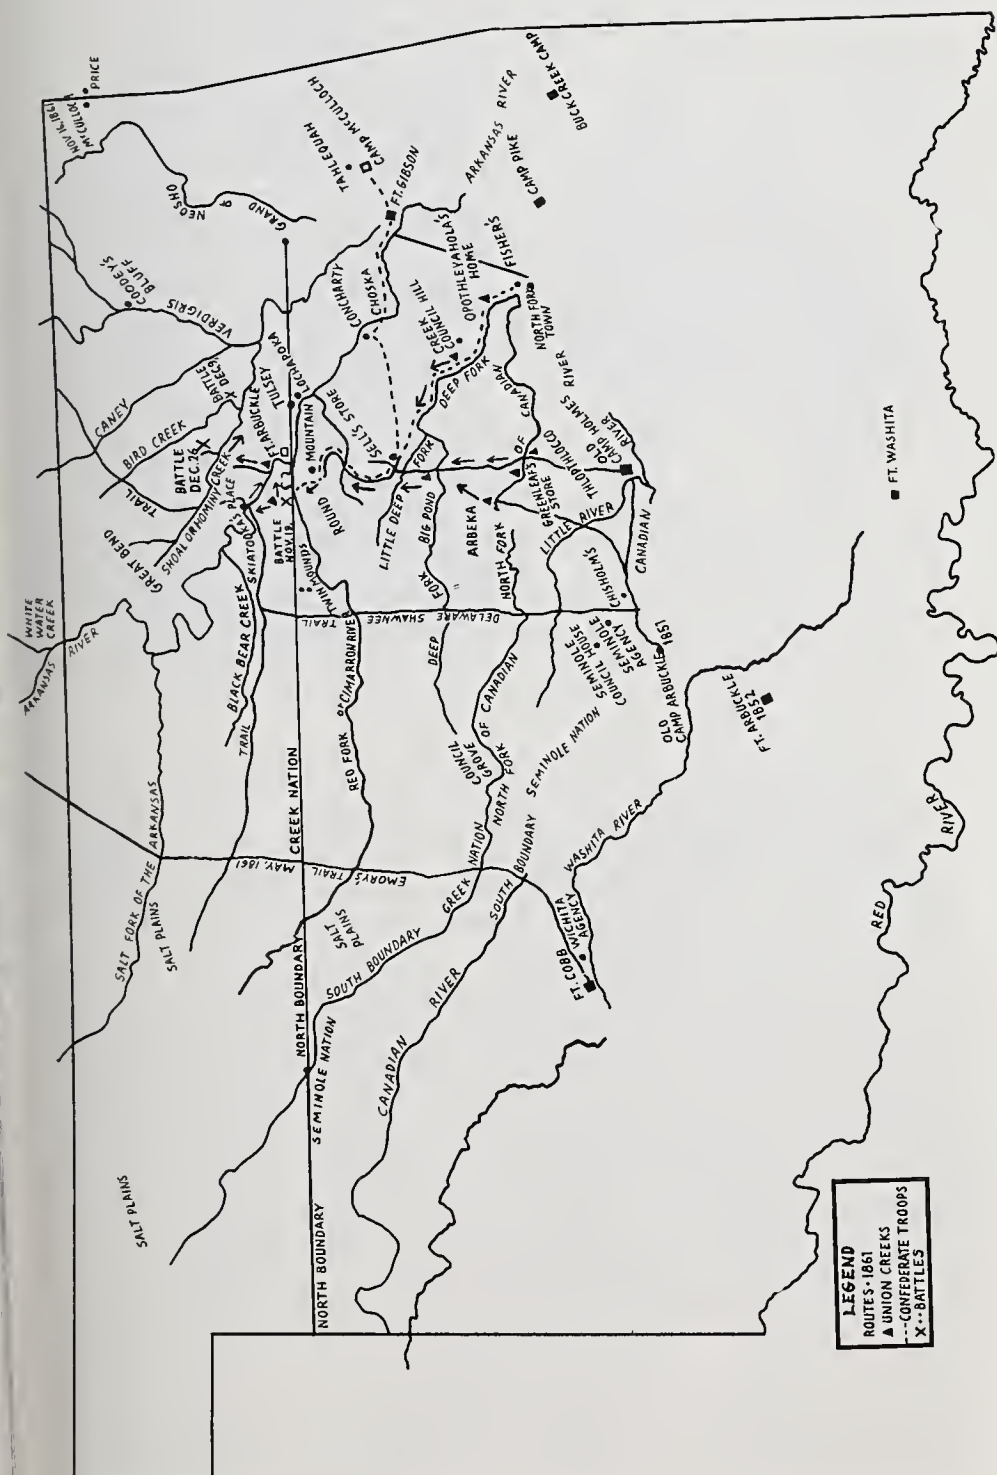 NOV. 16, 1861
McCULLOCH
PRICE
WHITE
WATER
CREEK
ARKANSAS
RIVER
COODEY'S
BLUFF
VERDIGRIS
GRAND
or
NEOSHO
CANEY
BIRD CREEK
BATTLE
X DEC 9
BATTLE
DEC. 26
X
TRAIL
GREAT BEND
SHOAL OR HOMINY CREEK
SKIATOOKA'S PLACE
FT. ARBUCKLE
TULSEY
LOCHAPOKA
BATTLE
NOV. 19,
X
ROUND
MOUNTAIN
TWIN MOUNDS
BLACK BEAR CREEK
TRAIL
SALT FORK OF THE ARKANSAS
SALT PLAINS
SALT PLAINS
SALT
PLAINS
NORTH BOUNDARY
CREEK NATION
NORTH BOUNDARY
SEMINOLE NATION
SOUTH BOUNDARY
CREEK NATION
SOUTH BOUNDARY
SEMINOLE NATION
EMORY'S TRAIL
MAY, 1861
RED FORK or CIMARRON RIVER
DELAWARE SHAWNEE TRAIL
TAHLEQUAH
CAMP McCULLOCH
FT. GIBSON
ARKANSAS RIVER
CAMP PIKE
BUCK CREEK CAMP
CONCHARTY
CHOSKA
CREEK
COUNCIL HILL
OPOTHLEYAHOLA'S
HOME
FISHER'S
NORTH FORK
TOWN
SELL'S STORE
DEEP FORK
LITTLE DEEP FORK
BIG POND
DEEP FORK
ARBEKA
NORTH FORK OF CANADIAN
GREENLEAF'S
STORE
THLOPTHLOCCO
OLD
CAMP HOLMES
RIVER
RIVER
LITTLE RIVER
CANADIAN
CHISHOLM'S
COUNCIL
GROVE
NORTH FORK OF CANADIAN
SEMINOLE
COUNCIL HOUSE
SEMINOLE
AGENCY
OLD
CAMP ARBUCKLE 1851
FT. ARBUCKLE
1852
FT. WASHITA
WASHITA RIVER
WICHITA
AGENCY
FT. COBB
CANADIAN RIVER
RED RIVER
LEGEND
ROUTES·1861
▲ UNION CREEKS
---CONFEDERATE TROOPS
X··BATTLES